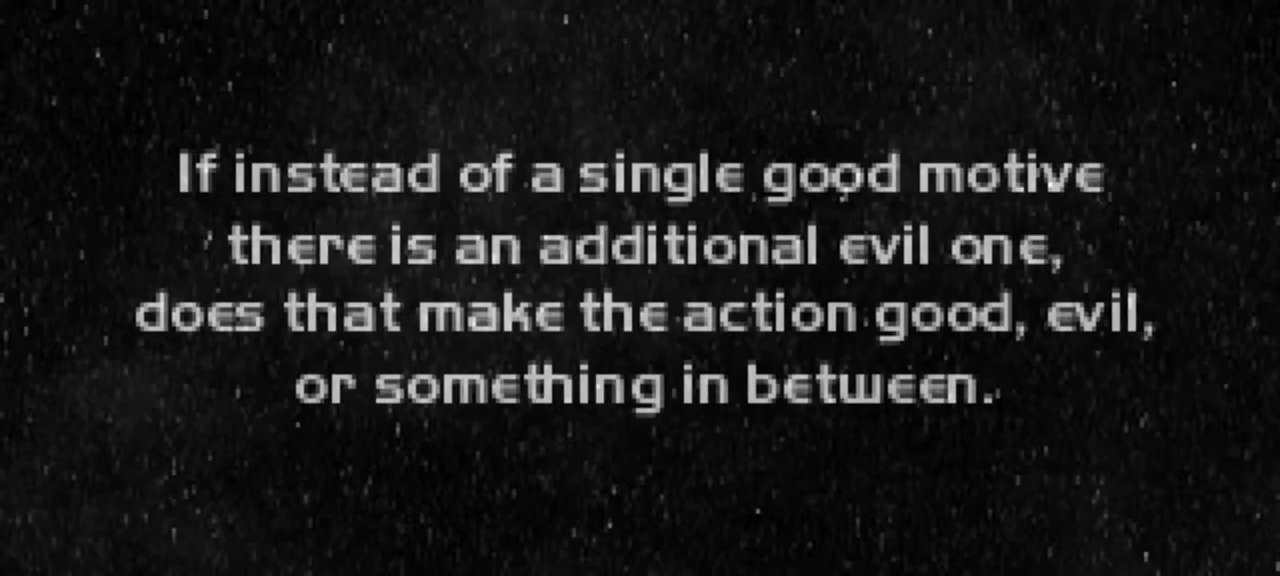 If instead of a single good motive
there is an additional evil one,
does that make the action good, evil,
or something in between.